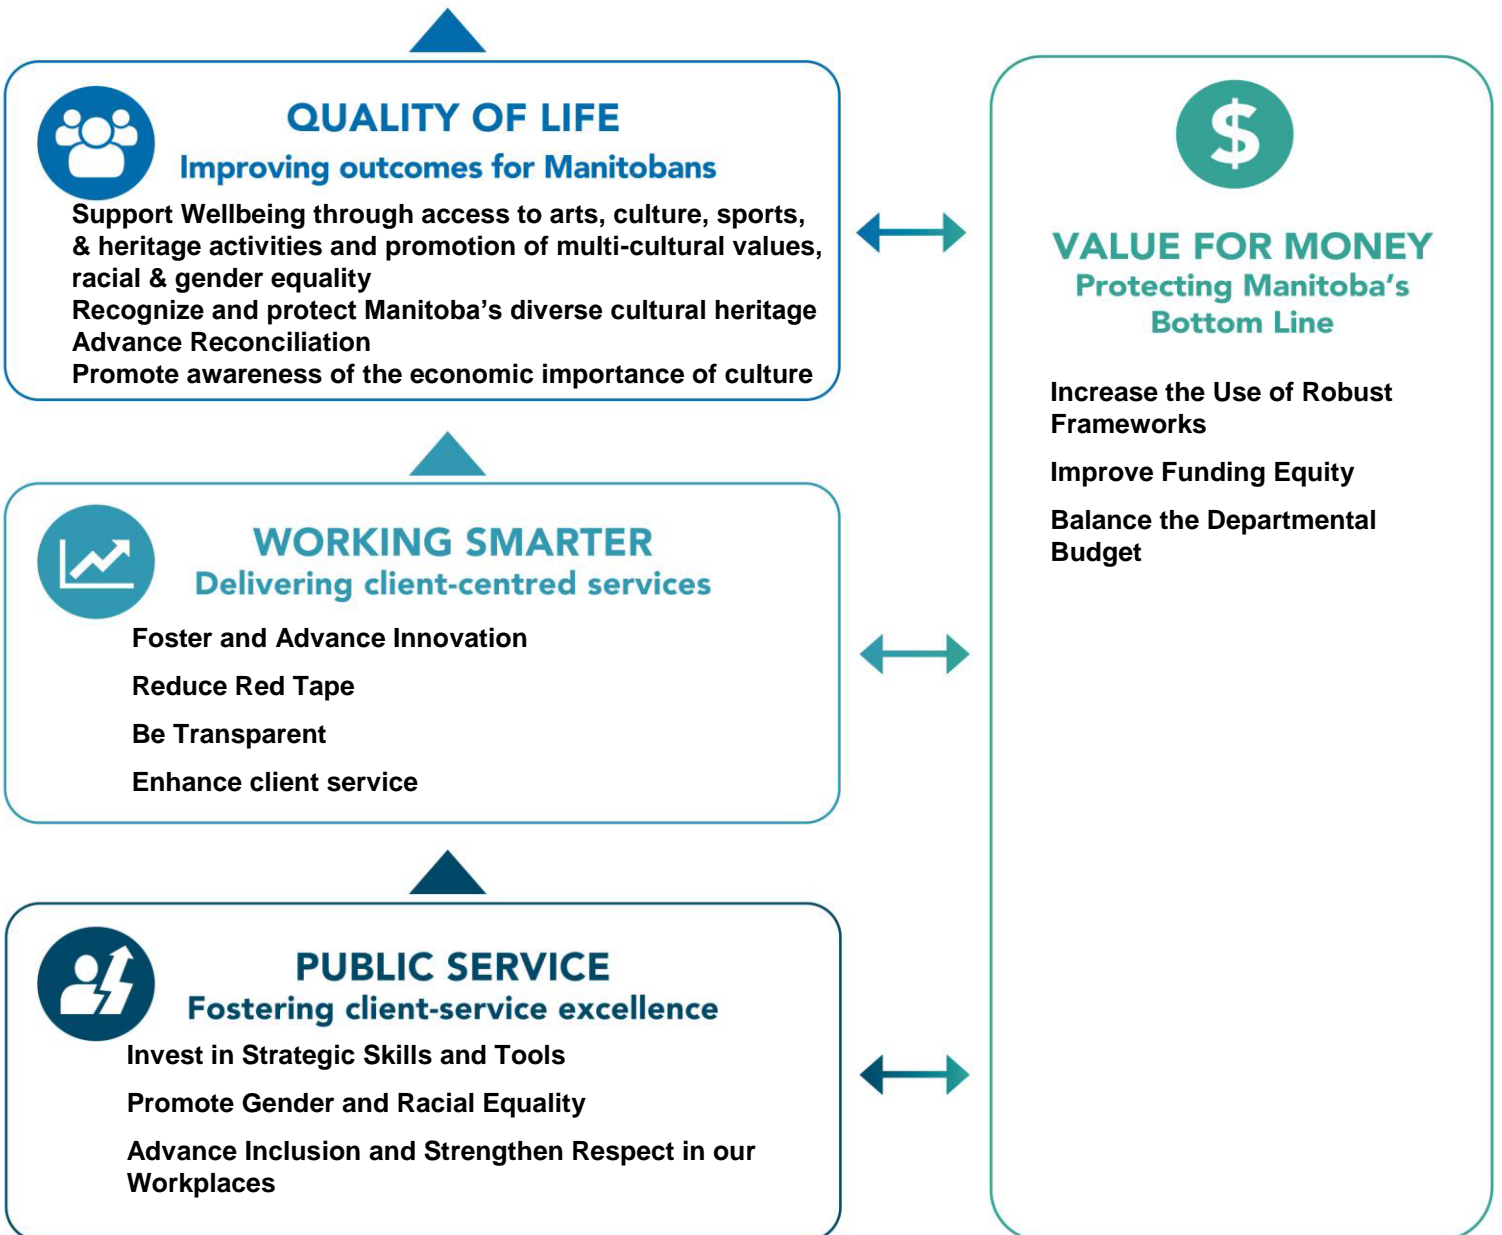 QUALITY OF LIFE
Improving outcomes for Manitobans
Support Wellbeing through access to arts, culture, sports,
& heritage activities and promotion of multi-cultural values,
racial & gender equality
Recognize and protect Manitoba's diverse cultural heritage
Advance Reconciliation
Promote awareness of the economic importance of culture
WORKING SMARTER
Delivering client-centred services
Foster and Advance Innovation
Reduce Red Tape
Be Transparent
Enhance client service
PUBLIC SERVICE
Fostering client-service excellence
Invest in Strategic Skills and Tools
Promote Gender and Racial Equality
Advance Inclusion and Strengthen Respect in our
Workplaces
$
VALUE FOR MONEY
Protecting Manitoba's
Bottom Line
Increase the Use of Robust
Frameworks
Improve Funding Equity
Balance the Departmental
Budget